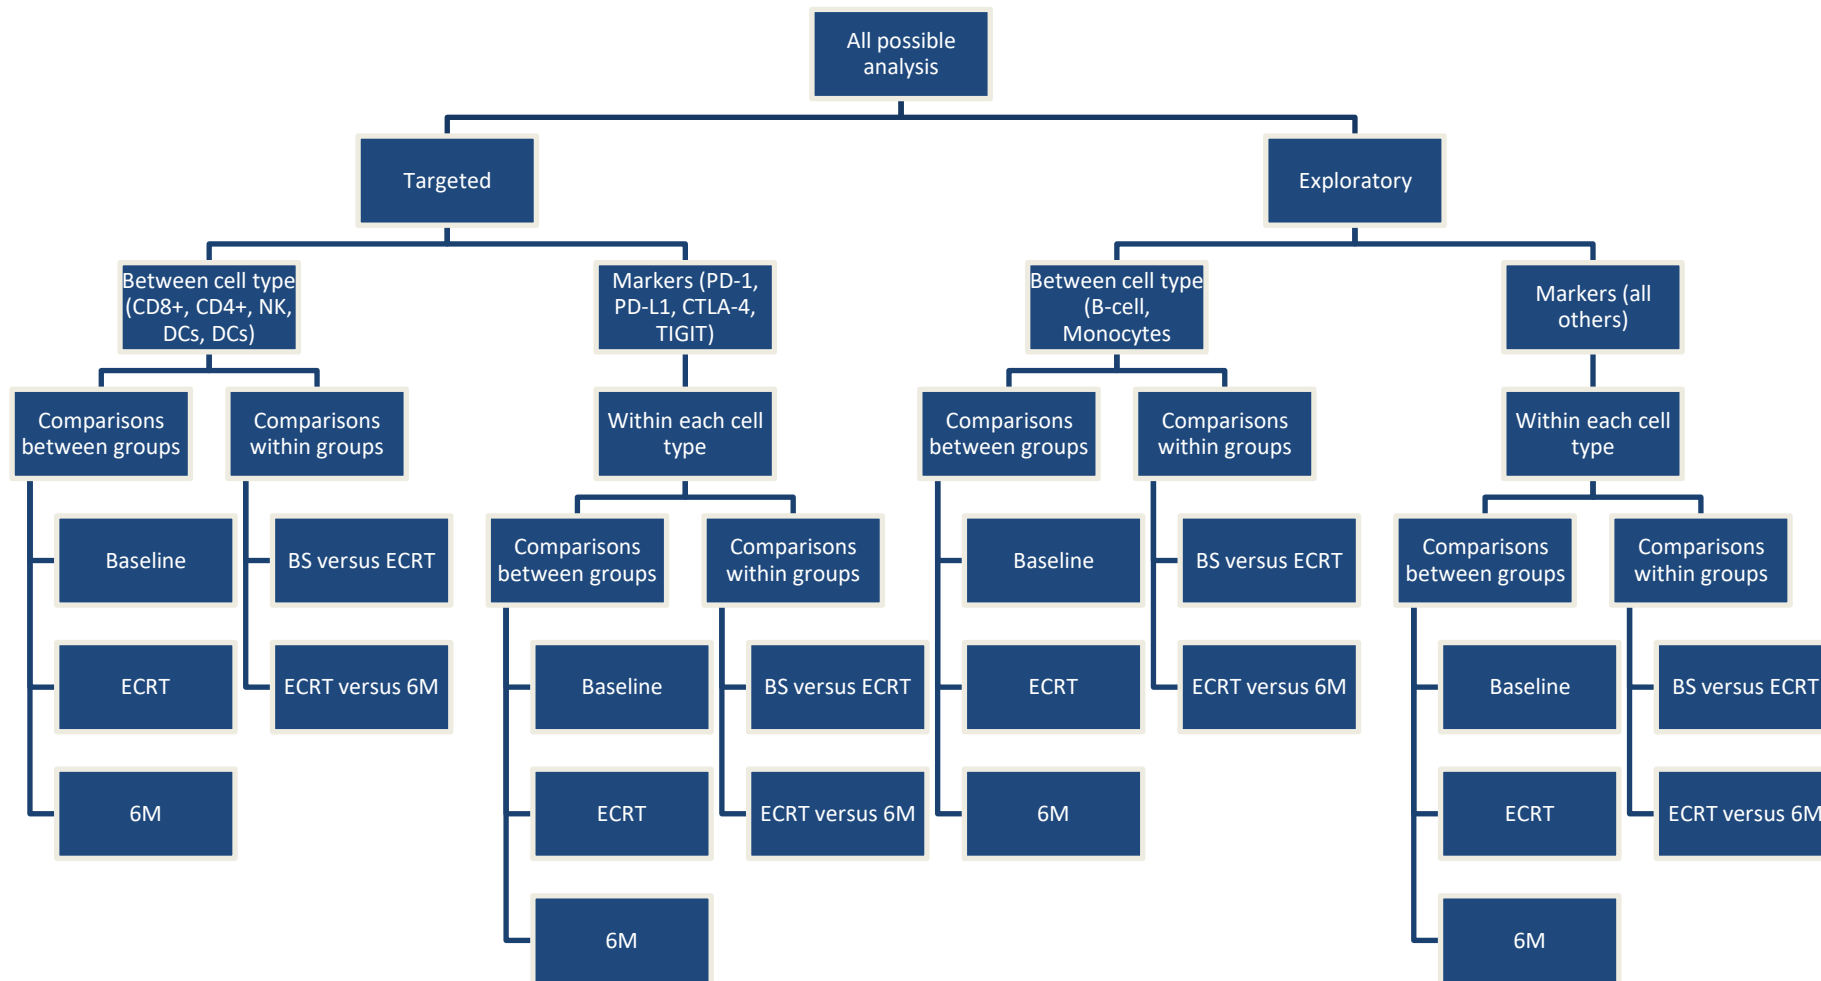 All possible
analysis
Targeted
Exploratory
Between cell type
(CD8+, CD4+, NK,
DCs, DCs)
Markers (PD-1,
PD-L1, CTLA-4,
TIGIT)
Between cell type
(B-cell,
Monocytes
Markers (all
others)
Comparisons
between groups
Comparisons
within groups
Within each cell
type
Comparisons
between groups
Comparisons
within groups
Within each cell
type
Baseline
BS versus ECRT
Comparisons
between groups
Comparisons
within groups
Baseline
BS versus ECRT
Comparisons
between groups
Comparisons
within groups
ECRT
ECRT versus 6M
Baseline
BS versus ECRT
ECRT
ECRT versus 6M
Baseline
BS versus ECRT
6M
ECRT
ECRT versus 6M
6M
ECRT
ECRT versus 6M
6M
6M